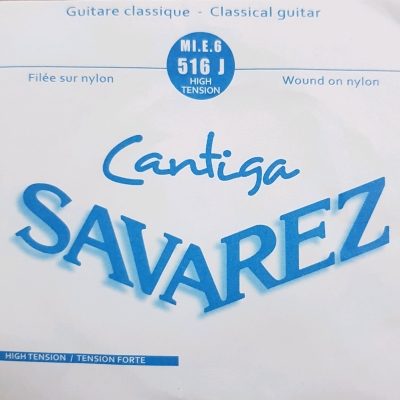 Guitare classique - Classical guitar
MI.E.6
516 J
HIGH
TENSION
Filée sur nylon
Wound on nylon
Cantiga
SAVAREZ
HIGH TENSION / TENSION FORTE